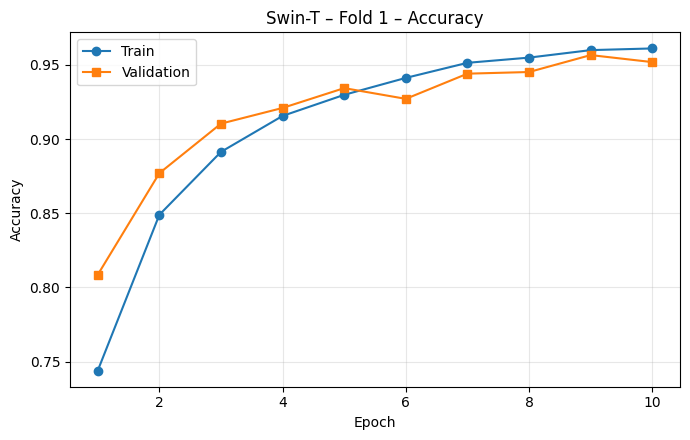 Swin-T – Fold 1 – Accuracy
Train
Validation
Accuracy
0.95
0.90
0.85
0.80
0.75
2 4 6 8 10
Epoch